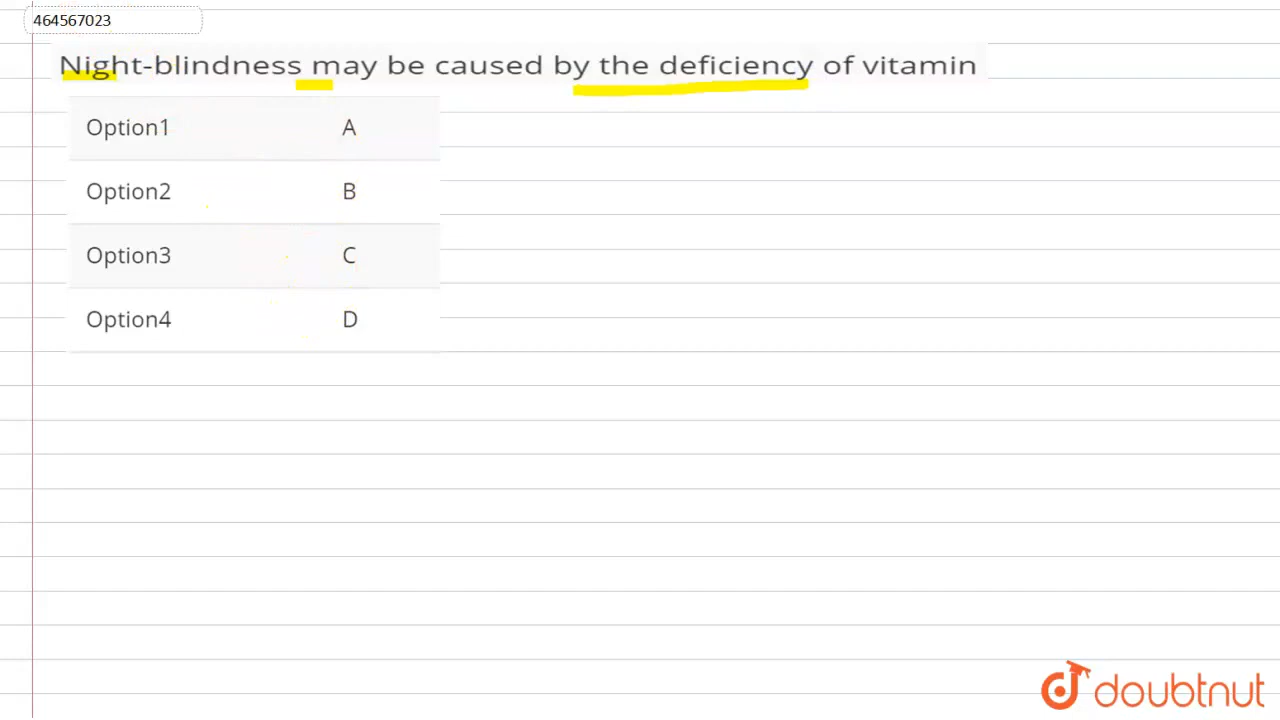 464567023
Night-blindness may be caused by the deficiency of vitamin
Option1 A
Option2 B
Option3 C
Option4 D
doubtnut